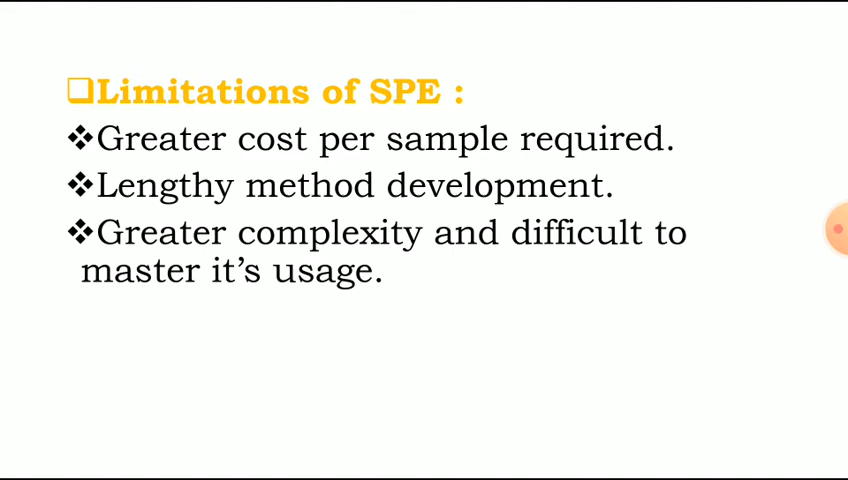 ❑Limitations of SPE :
❖Greater cost per sample required.
❖Lengthy method development.
❖Greater complexity and difficult to
master it’s usage.